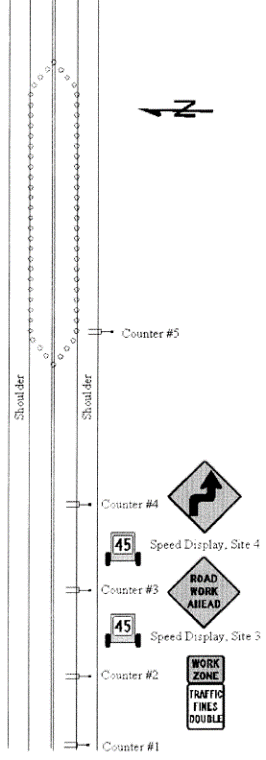 N
Counter #5
Shoulder
Shoulder
Counter #4
45
Speed Display, Site 4
Counter #3
ROAD
WORK
AHEAD
45
Speed Display, Site 3
Counter #2
WORK
ZONE
TRAFFIC
FINES
DOUBLE
Counter #1